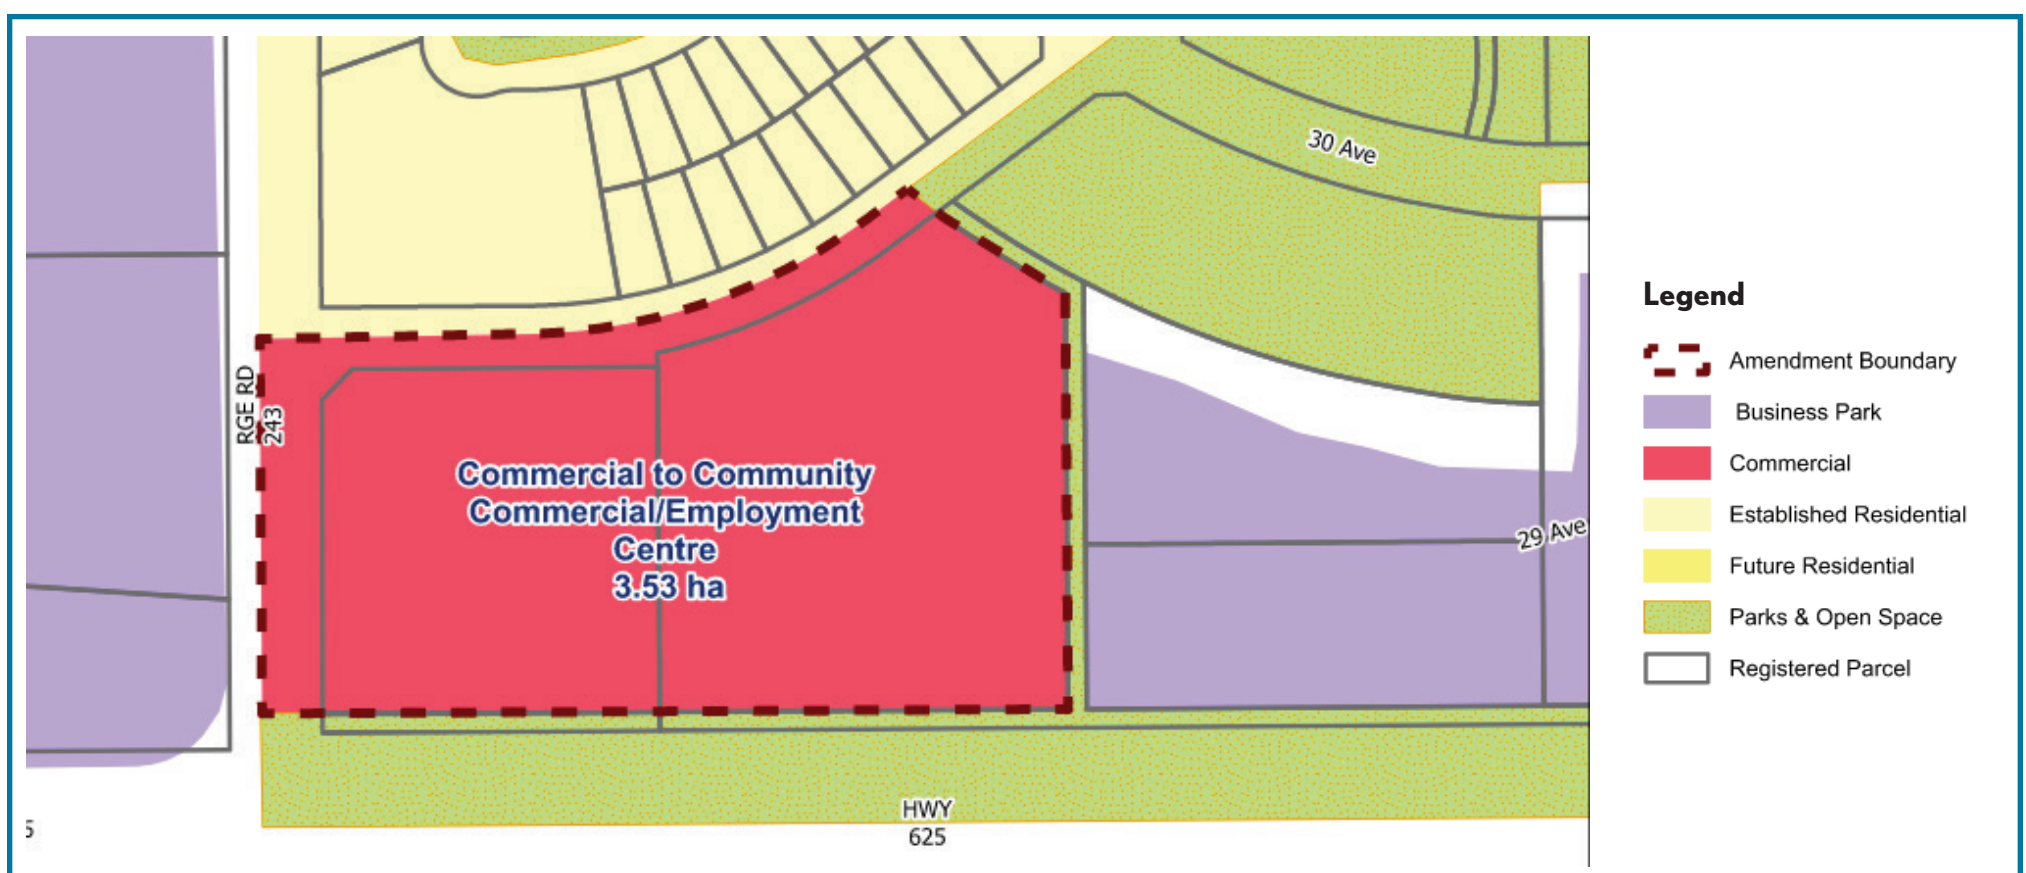 30 Ave
RGE RD
243
Commercial to Community
Commercial/Employment
Centre
3.53 ha
29 Ave
HWY
625
5
Legend
Amendment Boundary
Business Park
Commercial
Established Residential
Future Residential
Parks & Open Space
Registered Parcel